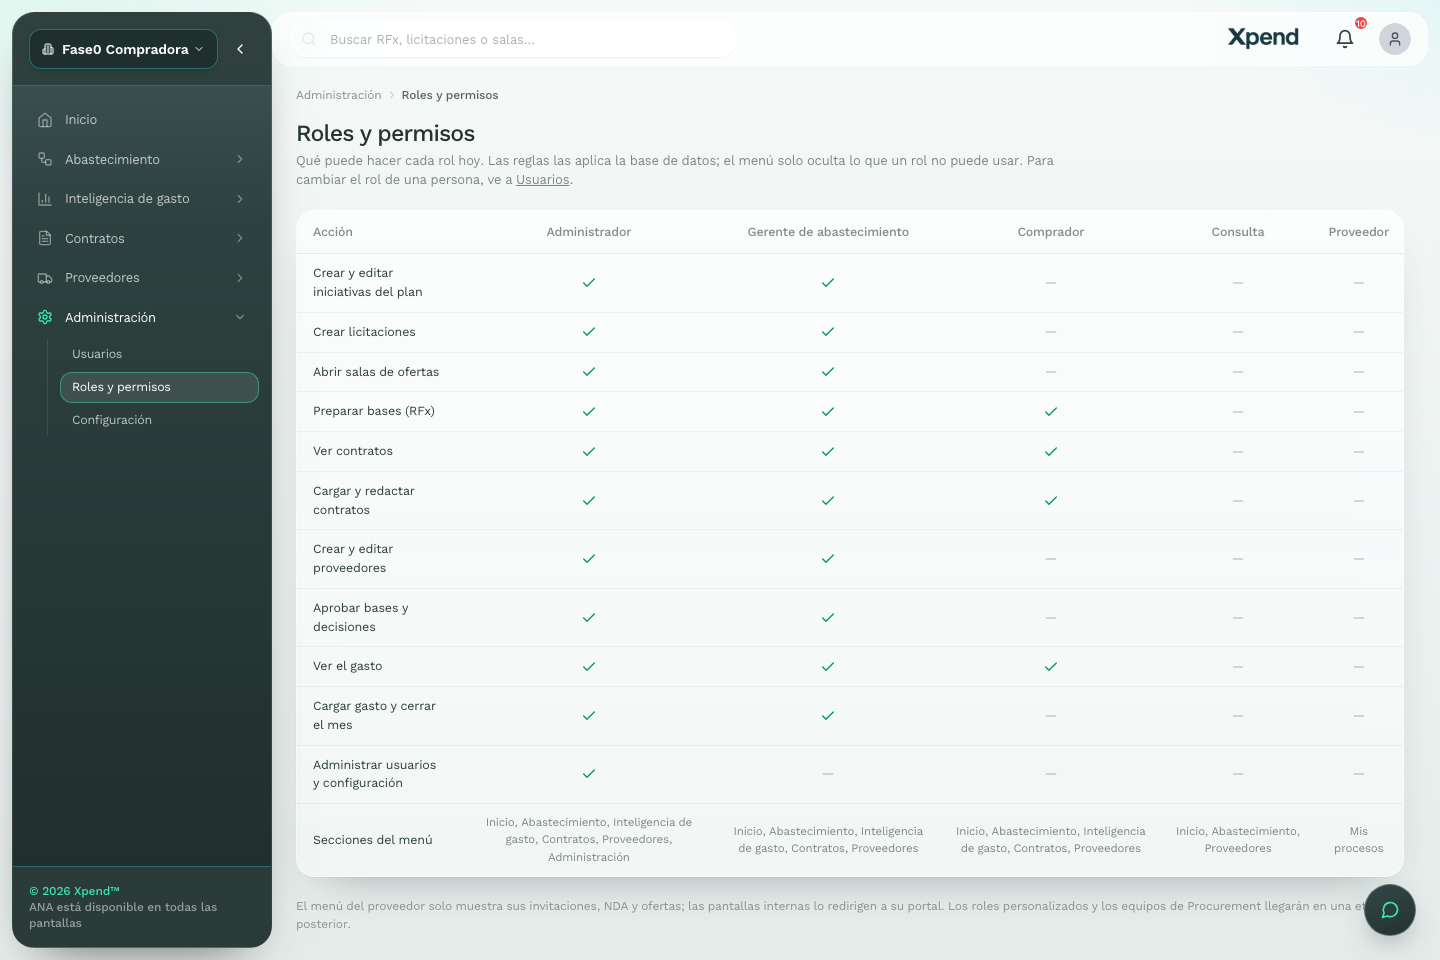 Fase0 Compradora
Buscar RFx, licitaciones o salas...
Xpend
10
Inicio
Abastecimiento
Inteligencia de gasto
Contratos
Proveedores
Administración
Usuarios
Roles y permisos
Configuración
© 2026 Xpend™
ANA está disponible en todas las
pantallas
Administración
Roles y permisos
Roles y permisos
Qué puede hacer cada rol hoy. Las reglas las aplica la base de datos; el menú solo oculta lo que un rol no puede usar. Para
cambiar el rol de una persona, ve a Usuarios.
Acción Administrador Gerente de abastecimiento Comprador Consulta Proveedor
Crear y editar
iniciativas del plan
Crear licitaciones
Abrir salas de ofertas
Preparar bases (RFx)
Ver contratos
Cargar y redactar
contratos
Crear y editar
proveedores
Aprobar bases y
decisiones
Ver el gasto
Cargar gasto y cerrar
el mes
Administrar usuarios
y configuración
Secciones del menú
Inicio, Abastecimiento, Inteligencia de
gasto, Contratos, Proveedores,
Administración
Inicio, Abastecimiento, Inteligencia
de gasto, Contratos, Proveedores
Inicio, Abastecimiento, Inteligencia
de gasto, Contratos, Proveedores
Inicio, Abastecimiento,
Proveedores
Mis
procesos
El menú del proveedor solo muestra sus invitaciones, NDA y ofertas; las pantallas internas lo redirigen a su portal. Los roles personalizados y los equipos de Procurement llegarán en una
posterior.